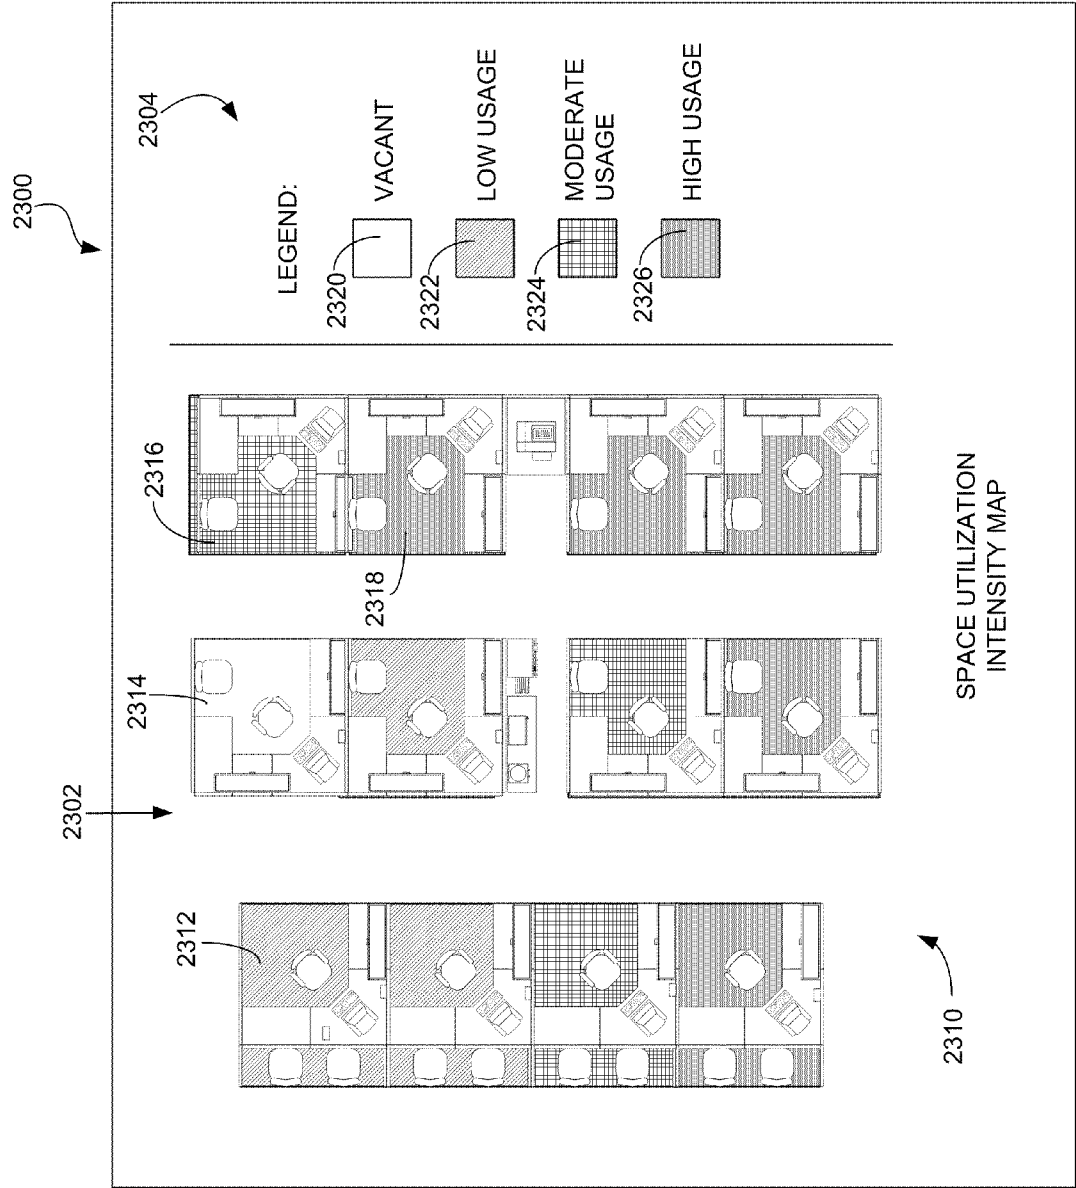 2300
2304
LEGEND:
2320
VACANT
2322
LOW USAGE
2324
MODERATE
USAGE
2326
HIGH USAGE
2302
2312
2314
2316
2318
2310
SPACE UTILIZATION
INTENSITY MAP